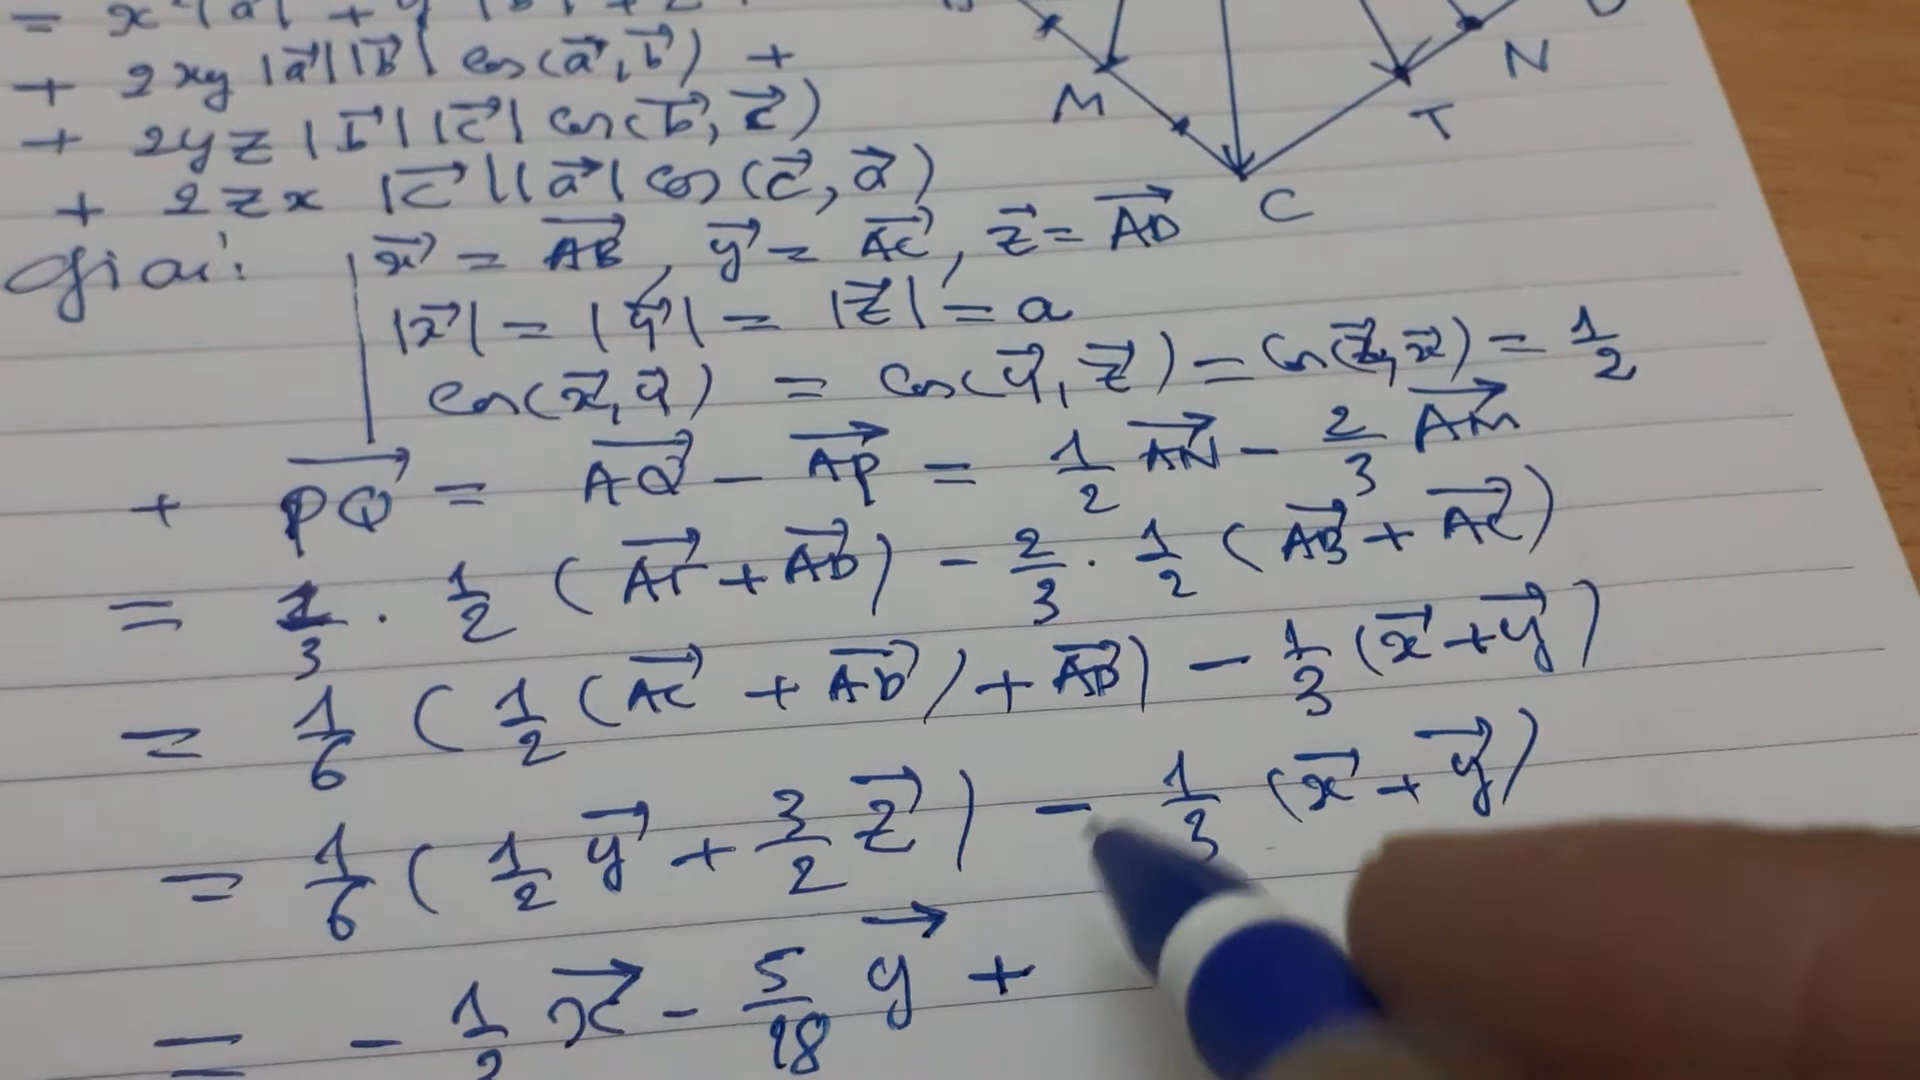 + 2xy |a⃗||b⃗| cos(a⃗, b⃗) +
+ 2yz |b⃗||c⃗| cos(b⃗, c⃗)
+ 2zx |c⃗||a⃗| cos(c⃗, a⃗)
M
N
T
C
Giải: x⃗ = AB⃗, y⃗ = AC⃗, z⃗ = AD⃗
|x⃗| = |y⃗| = |z⃗| = a
cos(x⃗, y⃗) = cos(y⃗, z⃗) = cos(z⃗, x⃗) = 1/2
+ PQ⃗ = AQ⃗ - AP⃗ = 1/2 AN⃗ - 2/3 AM⃗
= 1/3 . 1/2 (AT⃗ + AD⃗) - 2/3 . 1/2 (AB⃗ + AC⃗)
= 1/6 (1/2 (AC⃗ + AD⃗) + AD⃗) - 1/3 (x⃗ + y⃗)
= 1/6 (1/2 y⃗ + 3/2 z⃗) - 1/3 (x⃗ + y⃗)
= - 1/3 x⃗ - 5/18 y⃗ +